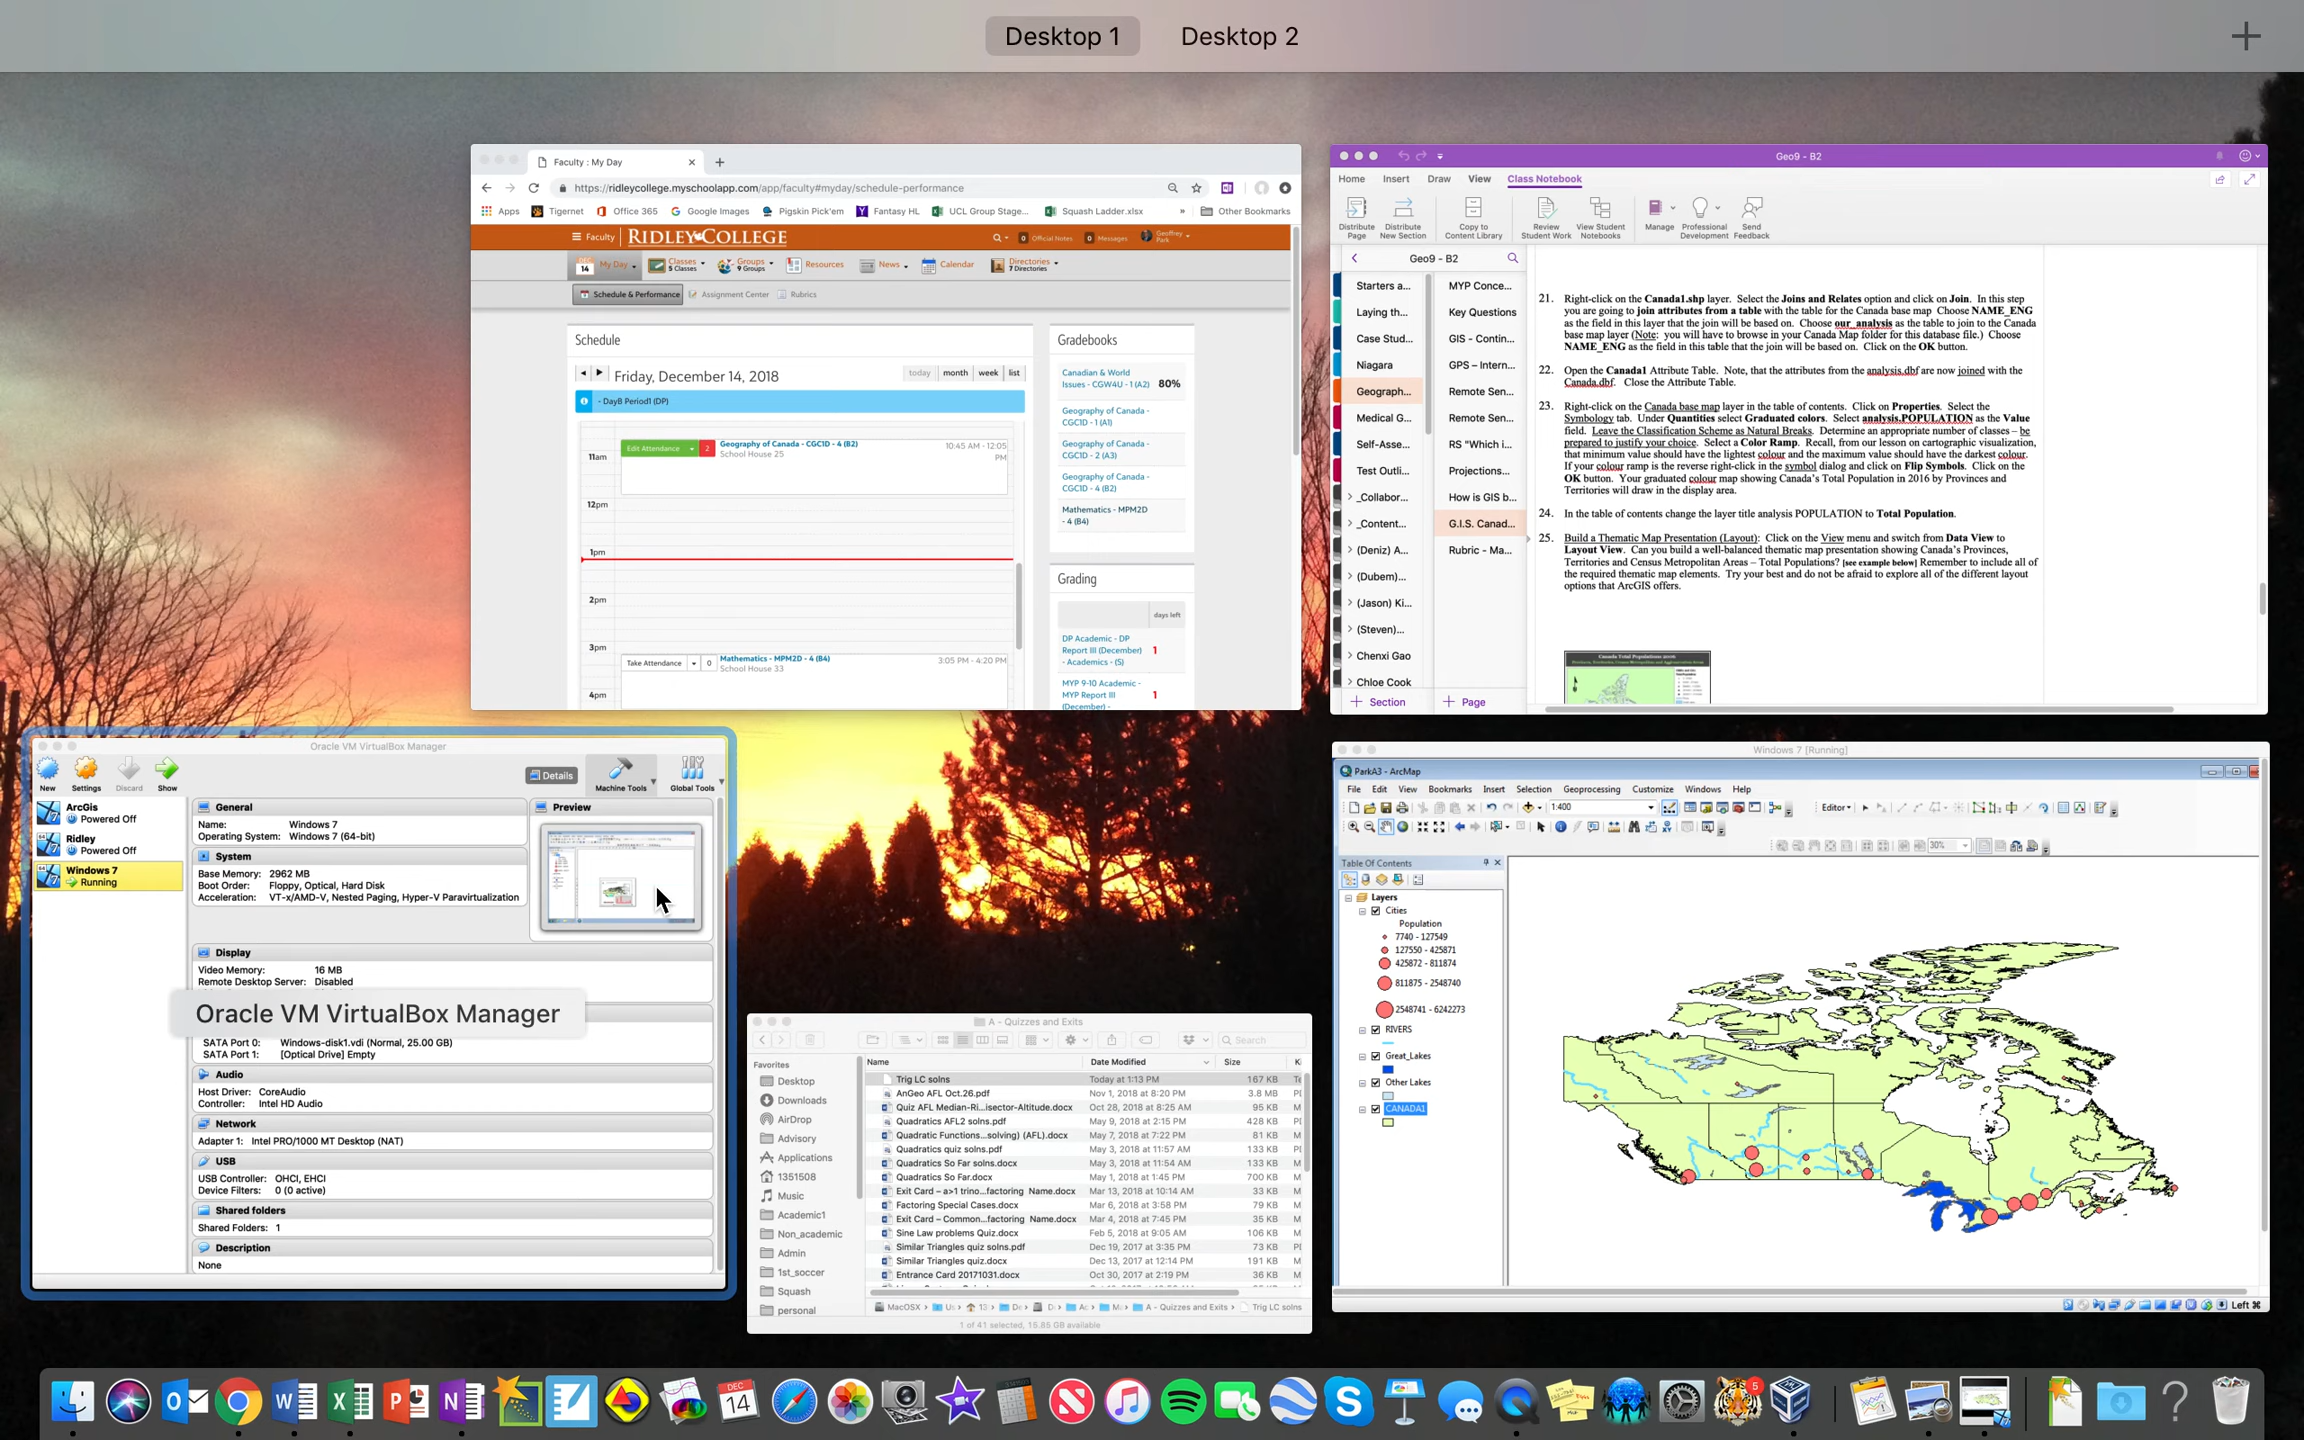 Desktop 1
Desktop 2
Faculty : My Day
https://ridleycollege.myschoolapp.com/app/faculty#myday/schedule-performance
Apps Tigernet Office 365 Google Images Pigskin Pick'em Fantasy HL UCL Group Stage... Squash Ladder.xlsx » Other Bookmarks
Faculty RIDLEY COLLEGE 0 Official Notes 0 Messages Geoffrey Park
DEC 14 My Day Classes 5 Classes Groups 9 Groups Resources News Calendar Directories 7 Directories
Schedule & Performance Assignment Center Rubrics
Schedule
Friday, December 14, 2018 today month week list
- Day8 Period1 (DP)
Edit Attendance 2 Geography of Canada - CGC1D - 4 (B2) 10:45 AM - 12:05 PM
School House 25
11am
12pm
1pm
2pm
3pm
Take Attendance 0 Mathematics - MPM2D - 4 (B4) 3:05 PM - 4:20 PM
School House 33
4pm
Gradebooks
Canadian & World
Issues - CGW4U - 1 (A2) 80%
Geography of Canada -
CGC1D - 1 (A1)
Geography of Canada -
CGC1D - 2 (A3)
Geography of Canada -
CGC1D - 4 (B2)
Mathematics - MPM2D
- 4 (B4)
Grading
days left
DP Academic - DP
Report III (December) 1
- Academics - (S)
MYP 9-10 Academic -
MYP Report III 1
(December) -
Geo9 - B2
Home Insert Draw View Class Notebook
Distribute Page Distribute New Section Copy to Content Library Review Student Work View Student Notebooks Manage Professional Development Send Feedback
Geo9 - B2
Starters a...
Laying th...
Case Stud...
Niagara
Geograph...
Medical G...
Self-Asse...
Test Outli...
_Collabor...
_Content...
(Deniz) A...
(Dubem)...
(Jason) Ki...
(Steven)...
Chenxi Gao
Chloe Cook
+ Section
MYP Conce...
Key Questions
GIS - Contin...
GPS – Intern...
Remote Sen...
Remote Sen...
RS "Which i...
Projections...
How is GIS b...
G.I.S. Canad...
Rubric - Ma...
+ Page
21. Right-click on the Canada1.shp layer. Select the Joins and Relates option and click on Join. In this step
you are going to join attributes from a table with the table for the Canada base map Choose NAME_ENG
as the field in this layer that the join will be based on. Choose our_analysis as the table to join to the Canada
base map layer (Note: you will have to browse in your Canada Map folder for this database file.) Choose
NAME_ENG as the field in this table that the join will be based on. Click on the OK button.
22. Open the Canada1 Attribute Table. Note, that the attributes from the analysis.dbf are now joined with the
Canada.dbf. Close the Attribute Table.
23. Right-click on the Canada base map layer in the table of contents. Click on Properties. Select the
Symbology tab. Under Quantities select Graduated colors. Select analysis.POPULATION as the Value
field. Leave the Classification Scheme as Natural Breaks. Determine an appropriate number of classes – be
prepared to justify your choice. Select a Color Ramp. Recall, from our lesson on cartographic visualization,
that minimum value should have the lightest colour and the maximum value should have the darkest colour.
If your colour ramp is the reverse right-click in the symbol dialog and click on Flip Symbols. Click on the
OK button. Your graduated colour map showing Canada's Total Population in 2016 by Provinces and
Territories will draw in the display area.
24. In the table of contents change the layer title analysis POPULATION to Total Population.
25. Build a Thematic Map Presentation (Layout): Click on the View menu and switch from Data View to
Layout View. Can you build a well-balanced thematic map presentation showing Canada's Provinces,
Territories and Census Metropolitan Areas – Total Populations? [see example below] Remember to include all of
the required thematic map elements. Try your best and do not be afraid to explore all of the different layout
options that ArcGIS offers.
Canada Total Populations 2006
Oracle VM VirtualBox Manager
New Settings Discard Show Details Machine Tools Global Tools
ArcGis
Powered Off
Ridley
Powered Off
Windows 7
Running
General
Name: Windows 7
Operating System: Windows 7 (64-bit)
Preview
System
Base Memory: 2962 MB
Boot Order: Floppy, Optical, Hard Disk
Acceleration: VT-x/AMD-V, Nested Paging, Hyper-V Paravirtualization
Display
Video Memory: 16 MB
Remote Desktop Server: Disabled
Oracle VM VirtualBox Manager
SATA Port 0: Windows-disk1.vdi (Normal, 25.00 GB)
SATA Port 1: [Optical Drive] Empty
Audio
Host Driver: CoreAudio
Controller: Intel HD Audio
Network
Adapter 1: Intel PRO/1000 MT Desktop (NAT)
USB
USB Controller: OHCI, EHCI
Device Filters: 0 (0 active)
Shared folders
Shared Folders: 1
Description
None
A - Quizzes and Exits
Search
Favorites
Desktop
Downloads
AirDrop
Advisory
Applications
1351508
Music
Academic1
Non_academic
Admin
1st_soccer
Squash
personal
Name Date Modified Size K
Trig LC solns Today at 1:13 PM 167 KB Te
AnGeo AFL Oct.26.pdf Nov 1, 2018 at 8:20 PM 3.8 MB PI
Quiz AFL Median-Ri...isector-Altitude.docx Oct 28, 2018 at 8:25 AM 95 KB M
Quadratics AFL2 solns.pdf May 9, 2018 at 2:15 PM 428 KB PI
Quadratic Functions...solving) (AFL).docx May 7, 2018 at 7:22 PM 81 KB M
Quadratics quiz solns.pdf May 3, 2018 at 11:57 AM 133 KB PI
Quadratics So Far solns.docx May 3, 2018 at 11:54 AM 133 KB M
Quadratics So Far.docx May 1, 2018 at 1:45 PM 700 KB M
Exit Card – a>1 trino...factoring Name.docx Mar 13, 2018 at 10:14 AM 33 KB M
Factoring Special Cases.docx Mar 6, 2018 at 3:58 PM 79 KB M
Exit Card – Common...factoring Name.docx Mar 4, 2018 at 7:45 PM 35 KB M
Sine Law problems Quiz.docx Feb 5, 2018 at 9:05 AM 106 KB M
Similar Triangles quiz solns.pdf Dec 19, 2017 at 3:35 PM 73 KB PI
Similar Triangles quiz.docx Dec 13, 2017 at 12:14 PM 191 KB M
Entrance Card 20171031.docx Oct 30, 2017 at 2:19 PM 36 KB M
MacOSX › Us › 13 › De › D › Ac › M › A - Quizzes and Exits › Trig LC solns
1 of 41 selected, 15.85 GB available
Windows 7 [Running]
ParkA3 - ArcMap
File Edit View Bookmarks Insert Selection Geoprocessing Customize Windows Help
1:400 Editor
30%
Table Of Contents
Layers
Cities
Population
7740 - 127549
127550 - 425871
425872 - 811874
811875 - 2548740
2548741 - 6242273
RIVERS
Great_Lakes
Other Lakes
CANADA1
Left ⌘
DEC
14
5